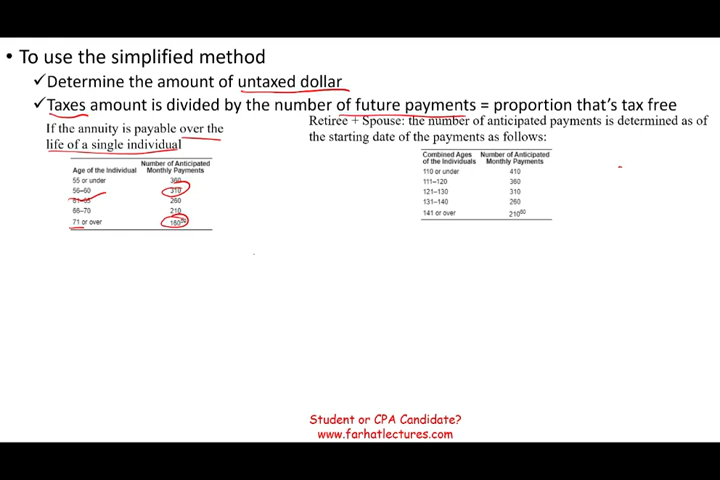 • To use the simplified method
✓Determine the amount of untaxed dollar
✓Taxes amount is divided by the number of future payments = proportion that's tax free
If the annuity is payable over the
life of a single individual
Age of the Individual Number of Anticipated Monthly Payments
55 or under 360
56–60 310
61–65 260
66–70 210
71 or over 160
Retiree + Spouse: the number of anticipated payments is determined as of
the starting date of the payments as follows:
Combined Ages of the Individuals Number of Anticipated Monthly Payments
110 or under 410
111–120 360
121–130 310
131–140 260
141 or over 210
Student or CPA Candidate?
www.farhatlectures.com